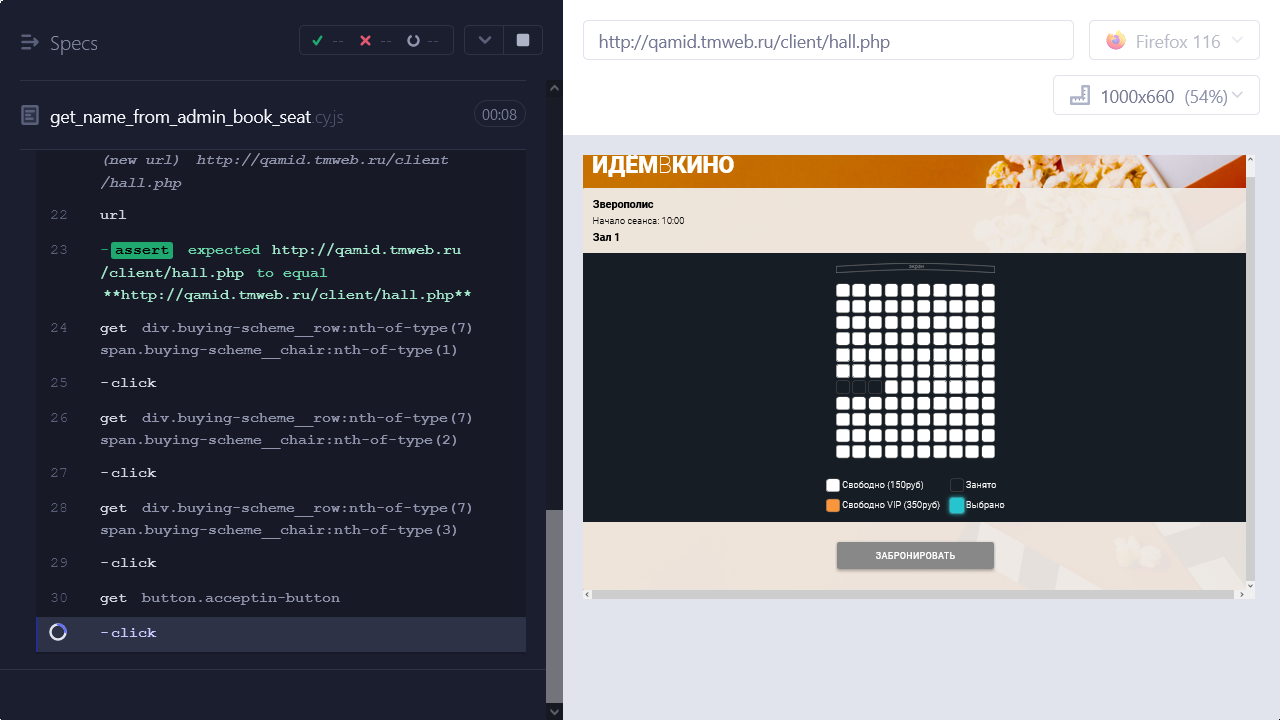 Specs
--
--
--
get_name_from_admin_book_seat.cy.js
00:08
(new url) http://qamid.tmweb.ru/client
/hall.php
22 url
23 -assert expected http://qamid.tmweb.ru
/client/hall.php to equal
**http://qamid.tmweb.ru/client/hall.php**
24 get div.buying-scheme__row:nth-of-type(7)
span.buying-scheme__chair:nth-of-type(1)
25 -click
26 get div.buying-scheme__row:nth-of-type(7)
span.buying-scheme__chair:nth-of-type(2)
27 -click
28 get div.buying-scheme__row:nth-of-type(7)
span.buying-scheme__chair:nth-of-type(3)
29 -click
30 get button.acceptin-button
-click
http://qamid.tmweb.ru/client/hall.php
Firefox 116
1000x660 (54%)
ИДЁМВКИНО
Зверополис
Начало сеанса: 10:00
Зал 1
экран
Свободно (150руб)
Занято
Свободно VIP (350руб)
Выбрано
ЗАБРОНИРОВАТЬ